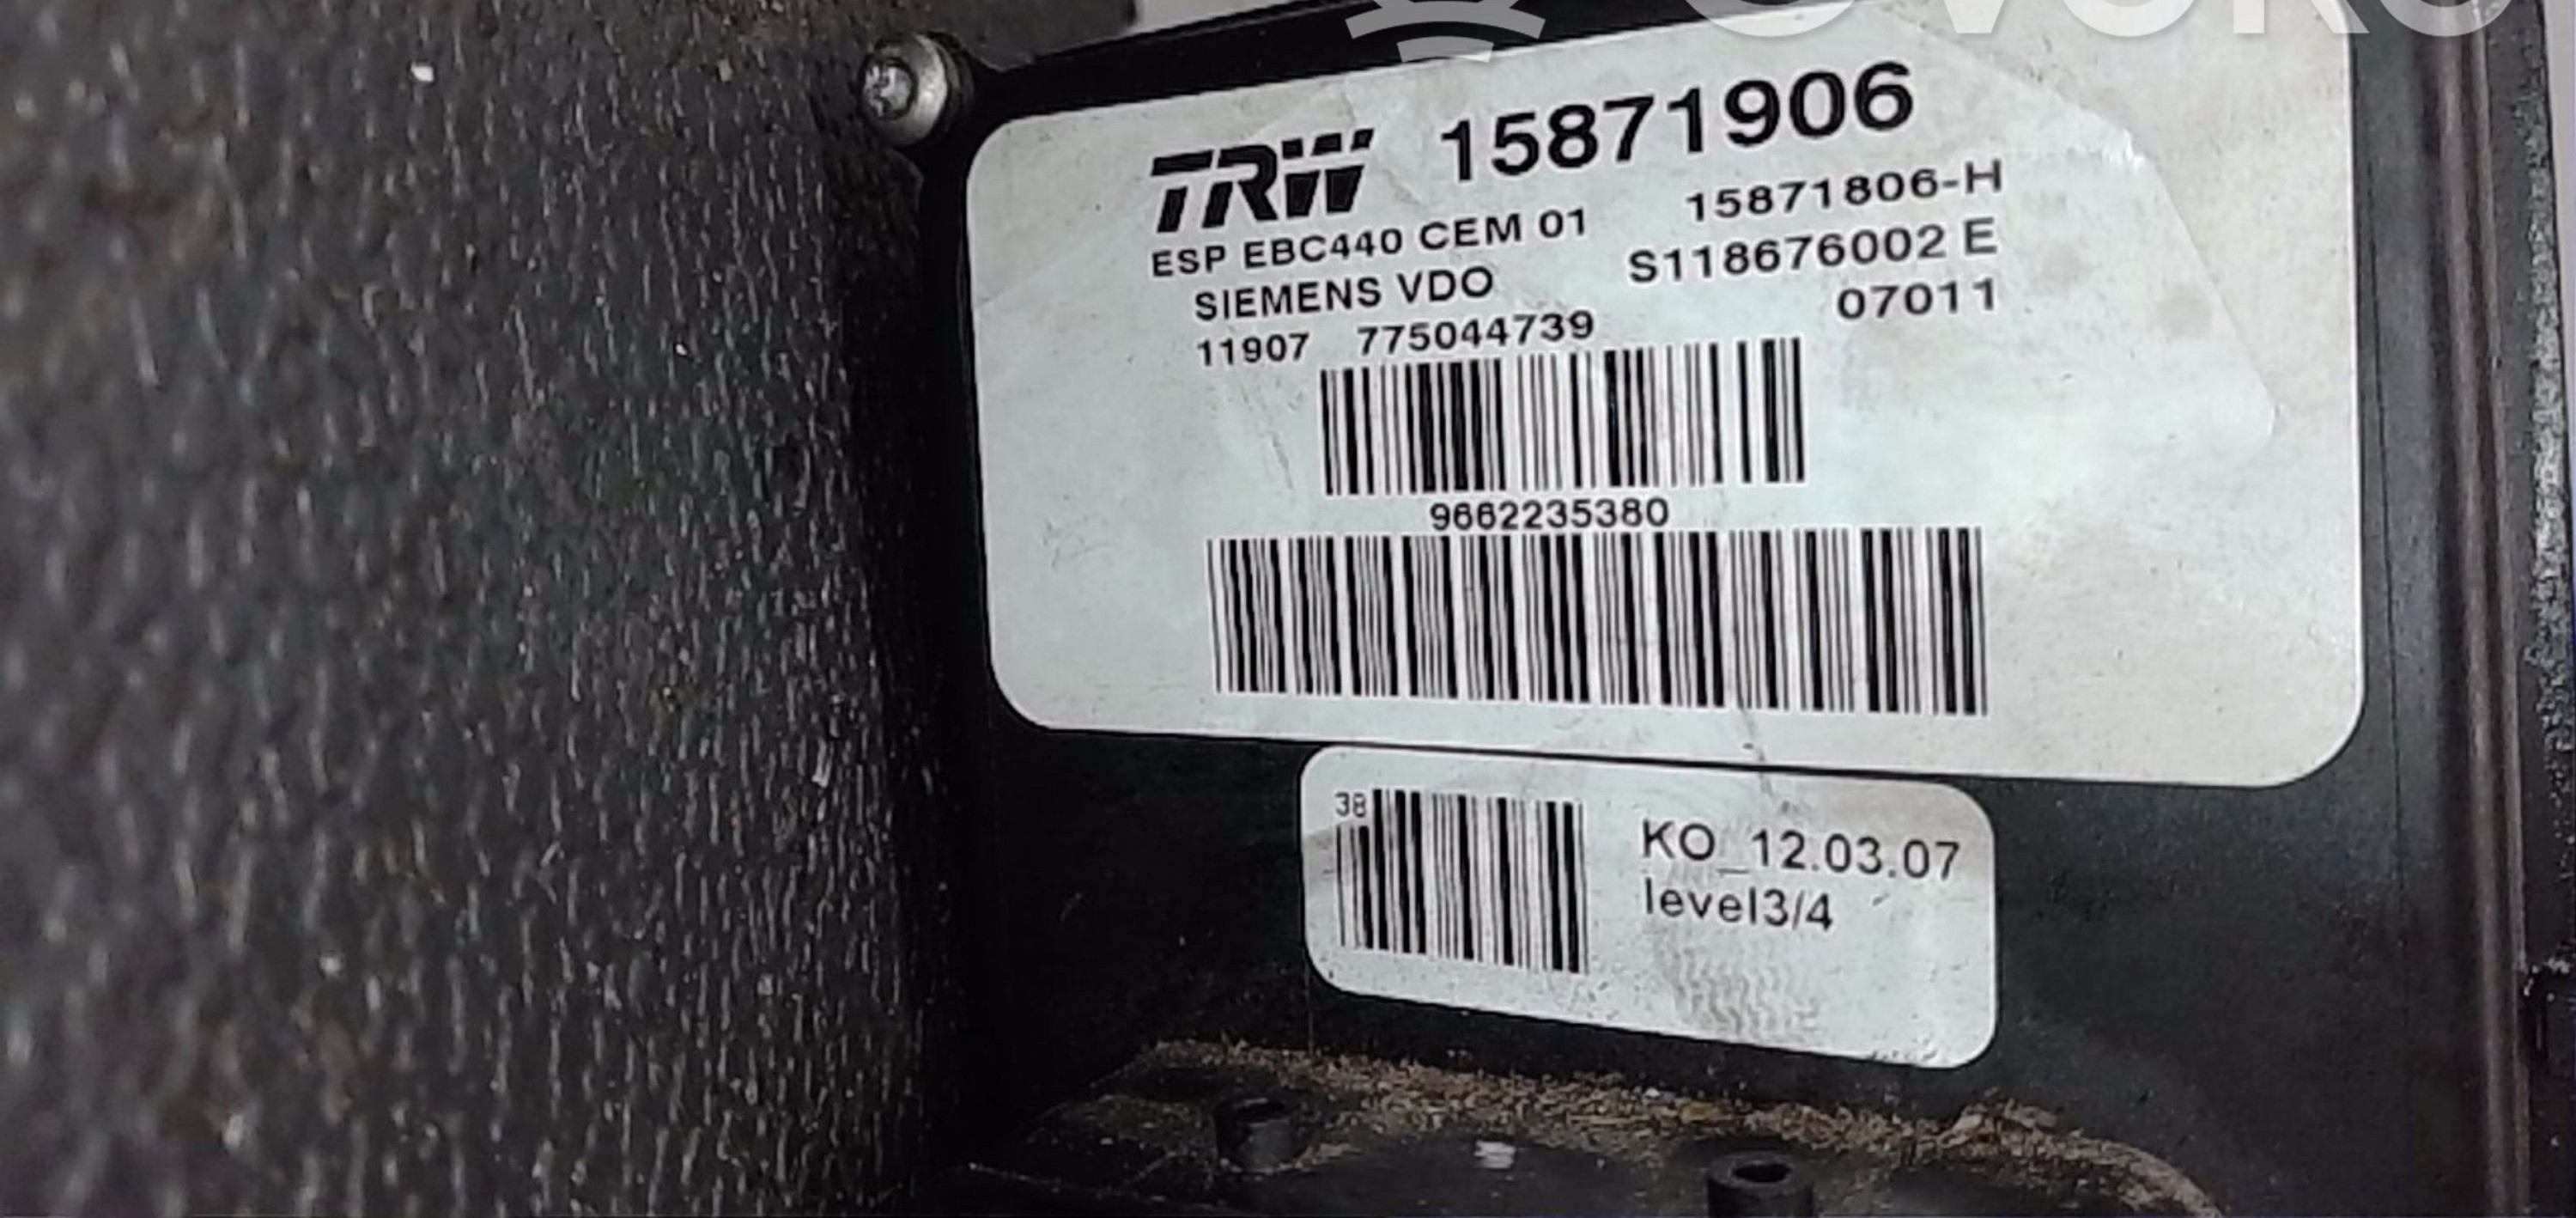 TRW 15871906
15871806-H
ESP EBC440 CEM 01
S118676002 E
SIEMENS VDO
07011
11907 775044739
9662235380
38
KO_12.03.07
level3/4